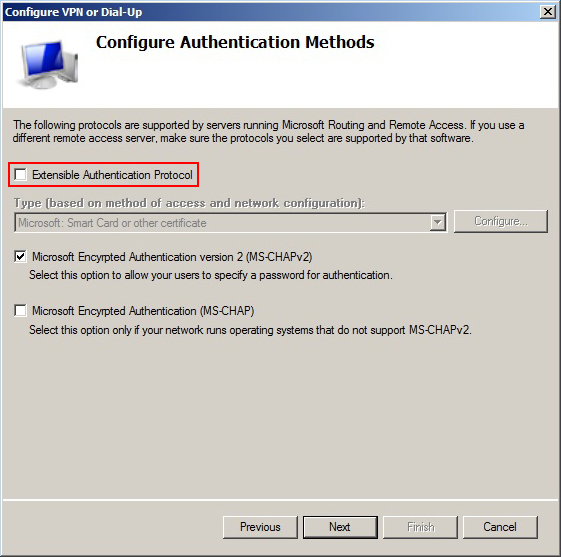 Configure VPN or Dial-Up
Configure Authentication Methods
The following protocols are supported by servers running Microsoft Routing and Remote Access. If you use a
different remote access server, make sure the protocols you select are supported by that software.
Extensible Authentication Protocol
Type (based on method of access and network configuration):
Microsoft: Smart Card or other certificate
Configure...
Microsoft Encyrpted Authentication version 2 (MS-CHAPv2)
Select this option to allow your users to specify a password for authentication.
Microsoft Encyrpted Authentication (MS-CHAP)
Select this option only if your network runs operating systems that do not support MS-CHAPv2.
Previous
Next
Finish
Cancel